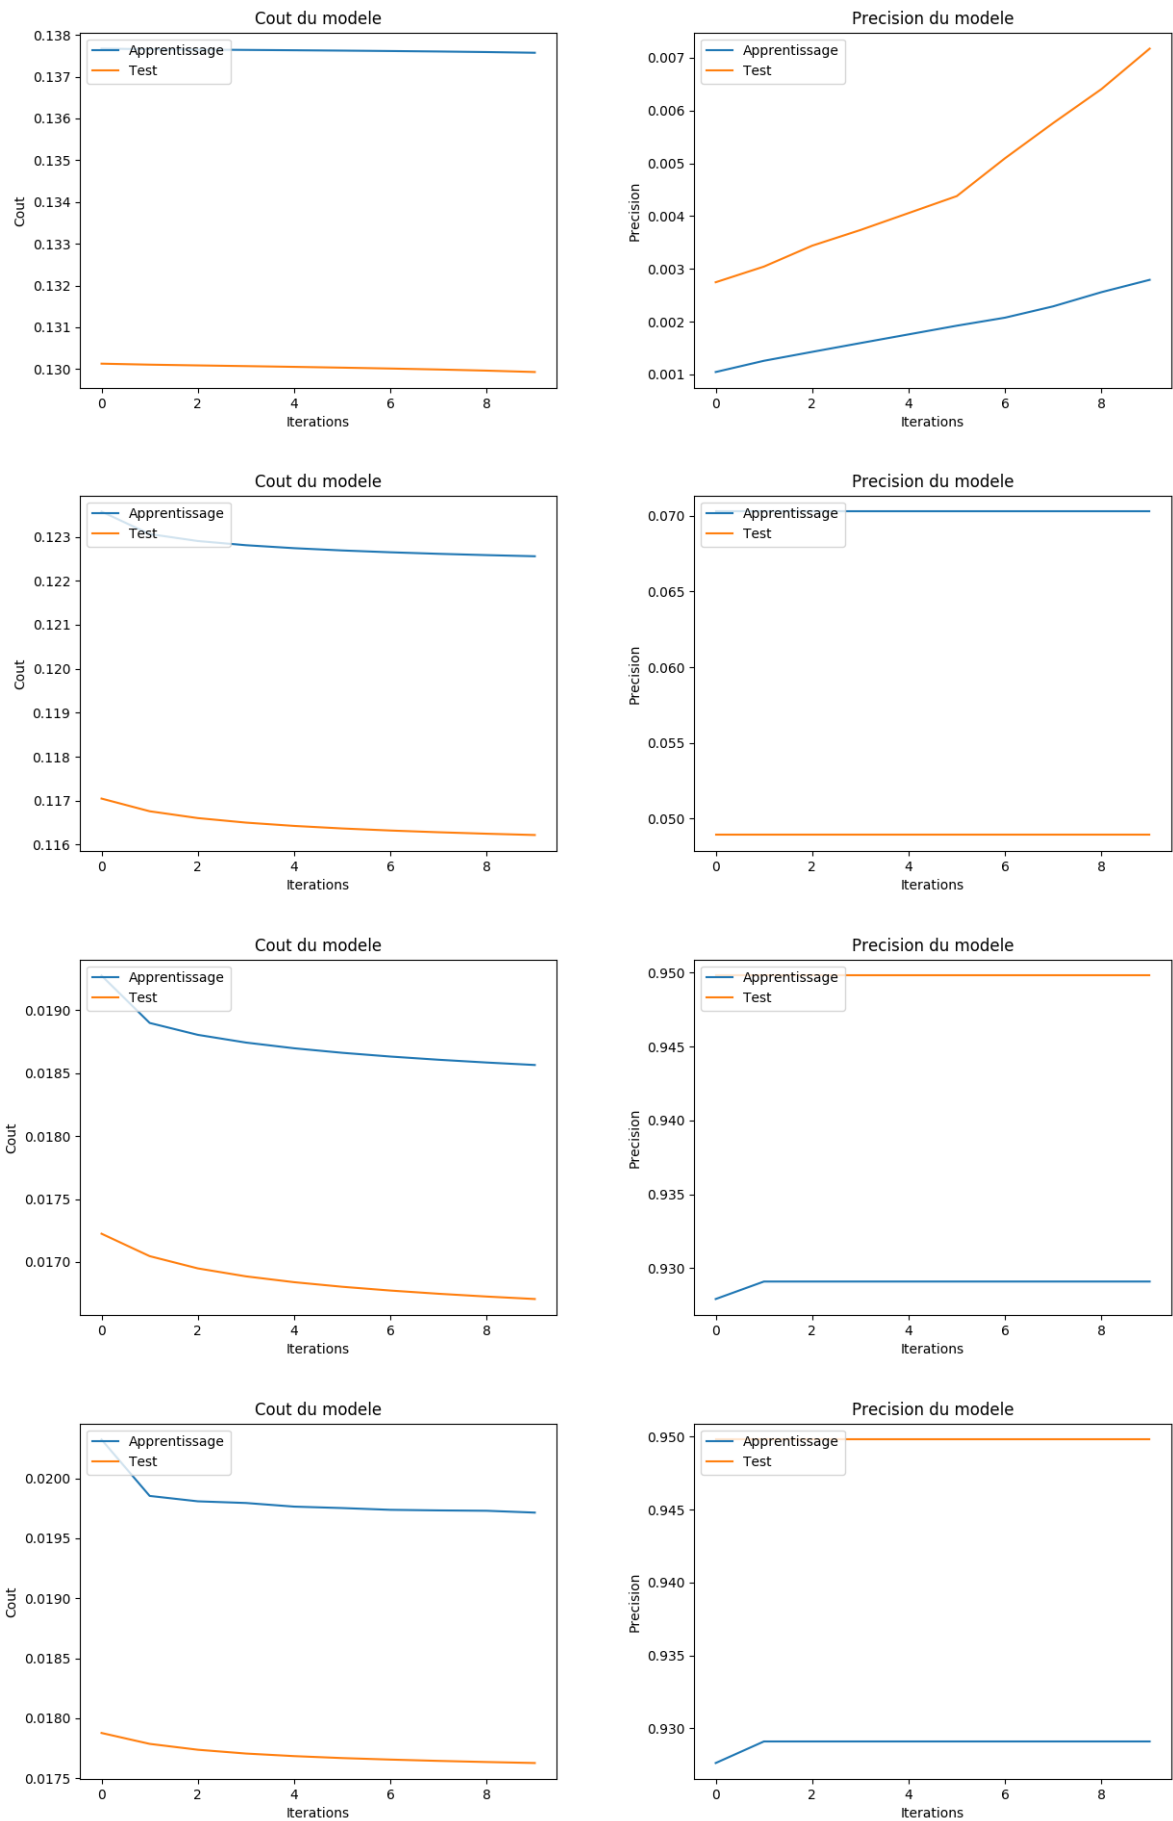 Cout du modele
0.138
0.137
0.136
0.135
0.134
0.133
0.132
0.131
0.130
Cout
Apprentissage
Test
0 2 4 6 8
Iterations
Precision du modele
0.007
0.006
0.005
0.004
0.003
0.002
0.001
Precision
Apprentissage
Test
0 2 4 6 8
Iterations
Cout du modele
0.123
0.122
0.121
0.120
0.119
0.118
0.117
0.116
Cout
Apprentissage
Test
0 2 4 6 8
Iterations
Precision du modele
0.070
0.065
0.060
0.055
0.050
Precision
Apprentissage
Test
0 2 4 6 8
Iterations
Cout du modele
0.0190
0.0185
0.0180
0.0175
0.0170
Cout
Apprentissage
Test
0 2 4 6 8
Iterations
Precision du modele
0.950
0.945
0.940
0.935
0.930
Precision
Apprentissage
Test
0 2 4 6 8
Iterations
Cout du modele
0.0200
0.0195
0.0190
0.0185
0.0180
0.0175
Cout
Apprentissage
Test
0 2 4 6 8
Iterations
Precision du modele
0.950
0.945
0.940
0.935
0.930
Precision
Apprentissage
Test
0 2 4 6 8
Iterations